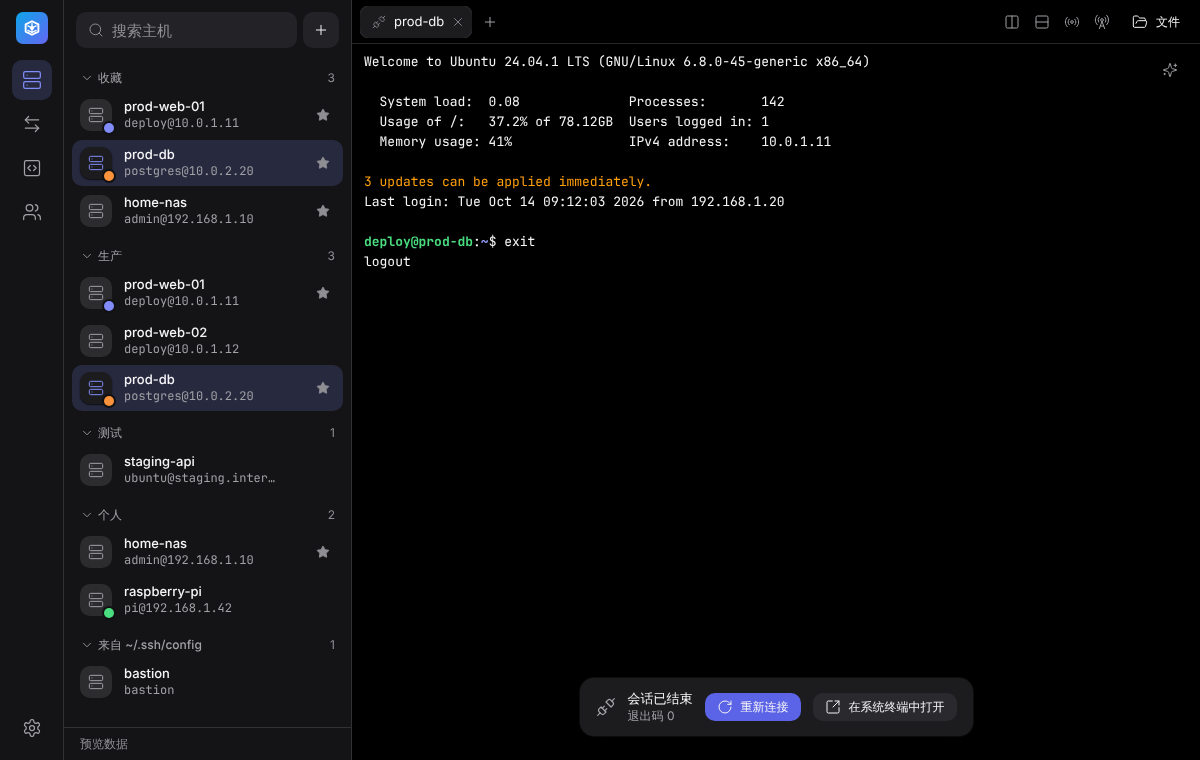 搜索主机
收藏 3
prod-web-01
deploy@10.0.1.11
prod-db
postgres@10.0.2.20
home-nas
admin@192.168.1.10
生产 3
prod-web-01
deploy@10.0.1.11
prod-web-02
deploy@10.0.1.12
prod-db
postgres@10.0.2.20
测试 1
staging-api
ubuntu@staging.inter…
个人 2
home-nas
admin@192.168.1.10
raspberry-pi
pi@192.168.1.42
来自 ~/.ssh/config 1
bastion
bastion
预览数据
prod-db
文件
Welcome to Ubuntu 24.04.1 LTS (GNU/Linux 6.8.0-45-generic x86_64)
System load: 0.08 Processes: 142
Usage of /: 37.2% of 78.12GB Users logged in: 1
Memory usage: 41% IPv4 address: 10.0.1.11
3 updates can be applied immediately.
Last login: Tue Oct 14 09:12:03 2026 from 192.168.1.20
deploy@prod-db:~$ exit
logout
会话已结束
退出码 0
重新连接
在系统终端中打开